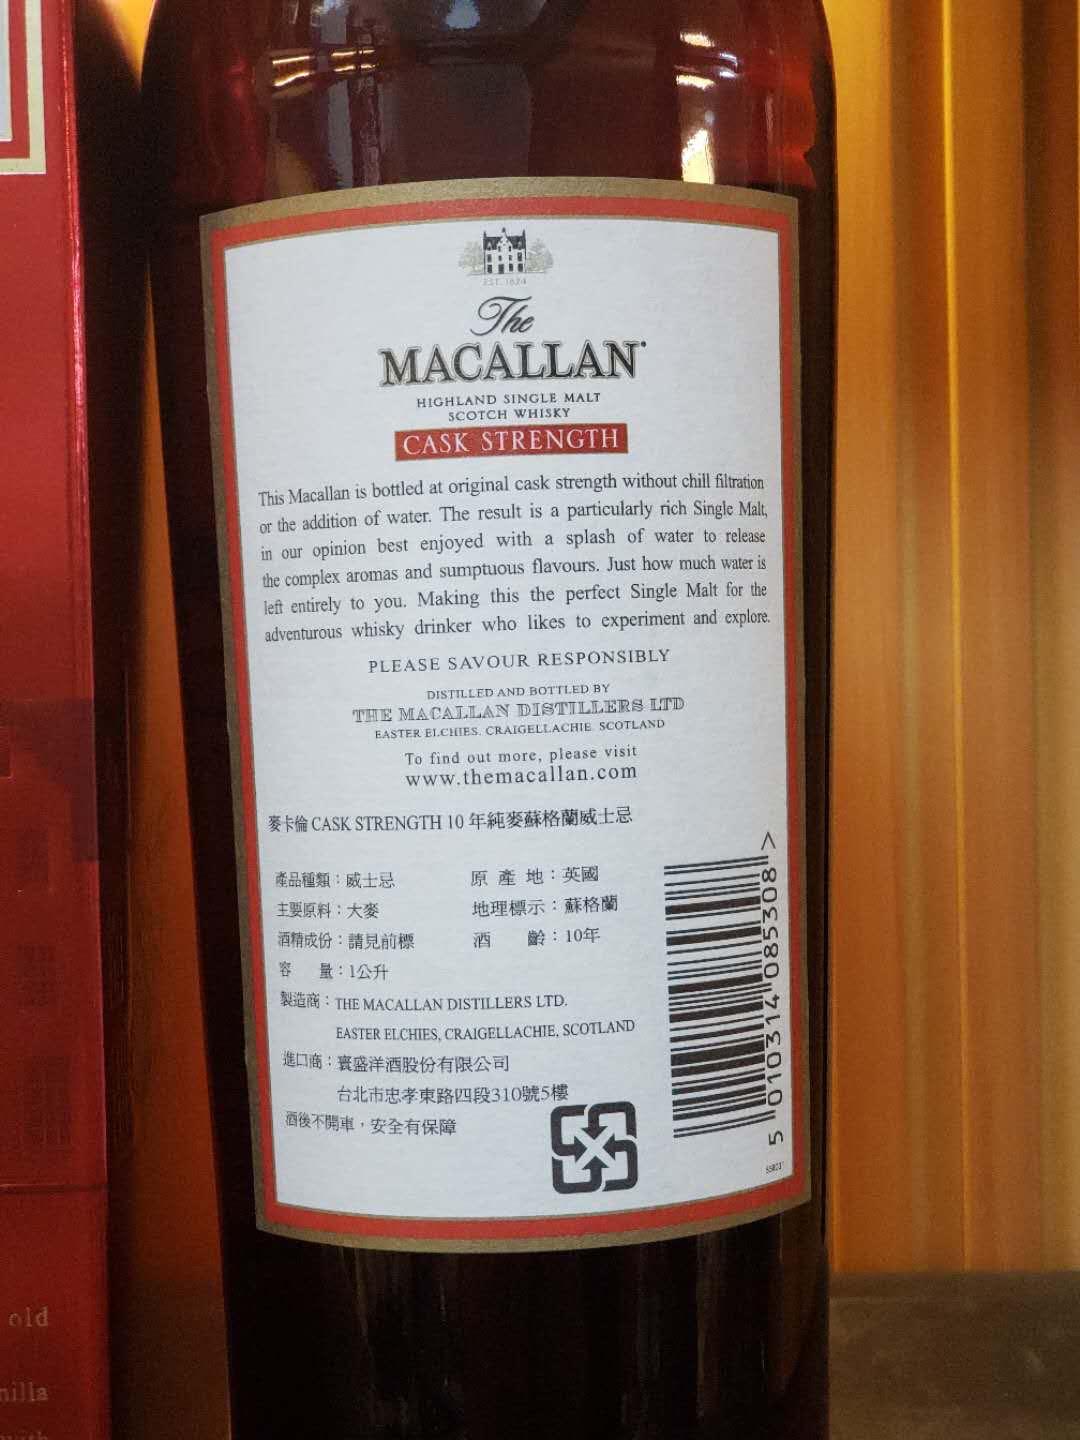 EST. 1824
The
MACALLAN
HIGHLAND SINGLE MALT
SCOTCH WHISKY
CASK STRENGTH
This Macallan is bottled at original cask strength without chill filtration
or the addition of water. The result is a particularly rich Single Malt,
in our opinion best enjoyed with a splash of water to release
the complex aromas and sumptuous flavours. Just how much water is
left entirely to you. Making this the perfect Single Malt for the
adventurous whisky drinker who likes to experiment and explore.
PLEASE SAVOUR RESPONSIBLY
DISTILLED AND BOTTLED BY
THE MACALLAN DISTILLERS LTD
EASTER ELCHIES, CRAIGELLACHIE, SCOTLAND
To find out more, please visit
www.themacallan.com
麥卡倫 CASK STRENGTH 10 年純麥蘇格蘭威士忌
產品種類：威士忌 原 產 地：英國
主要原料：大麥 地理標示：蘇格蘭
酒精成份：請見前標 酒 齡：10年
容 量：1公升
製造商：THE MACALLAN DISTILLERS LTD.
EASTER ELCHIES, CRAIGELLACHIE, SCOTLAND
進口商：寰盛洋酒股份有限公司
台北市忠孝東路四段310號5樓
酒後不開車，安全有保障
5 010314 085308 >
old
nilla
with